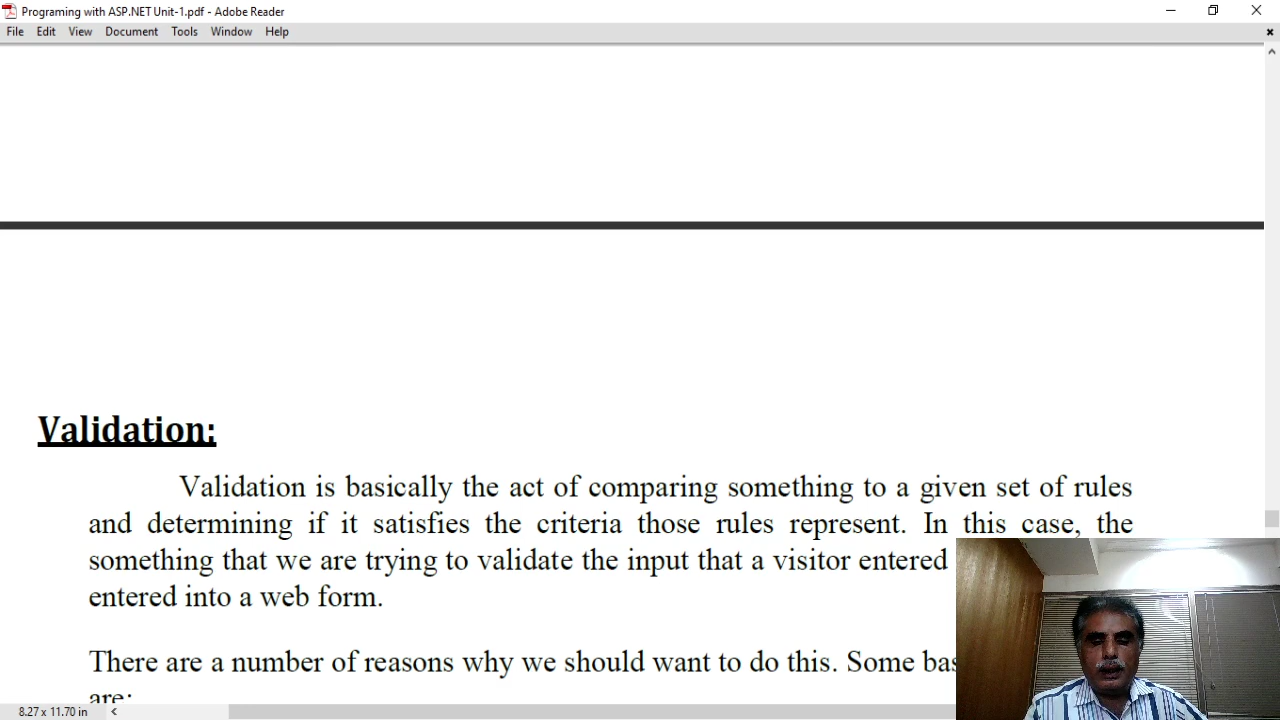 Programing with ASP.NET Unit-1.pdf - Adobe Reader
File Edit View Document Tools Window Help
Validation:
Validation is basically the act of comparing something to a given set of rules
and determining if it satisfies the criteria those rules represent. In this case, the
something that we are trying to validate the input that a visitor entered
entered into a web form.
There are a number of reasons why we should want to do this. Some
are:
8.27 x 11.70 in